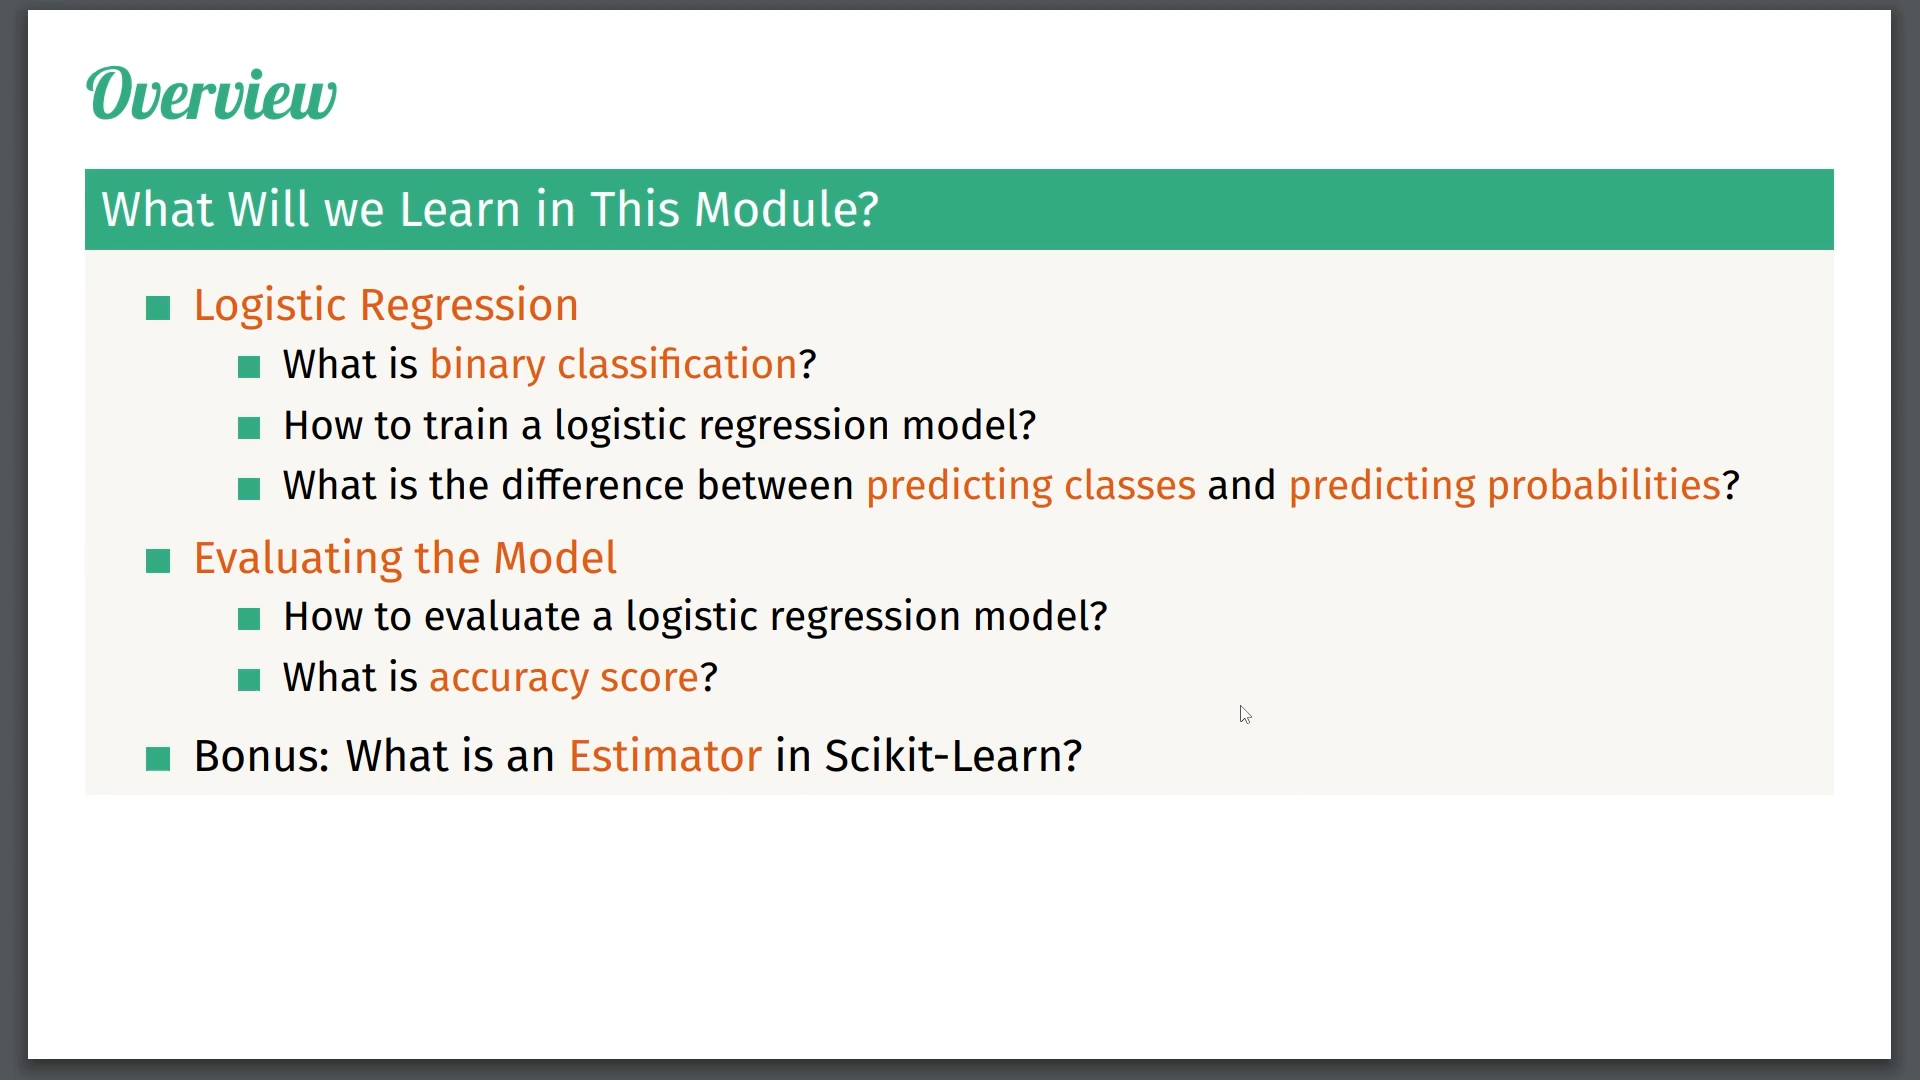 Overview
What Will we Learn in This Module?
Logistic Regression
What is binary classification?
How to train a logistic regression model?
What is the difference between predicting classes and predicting probabilities?
Evaluating the Model
How to evaluate a logistic regression model?
What is accuracy score?
Bonus: What is an Estimator in Scikit-Learn?